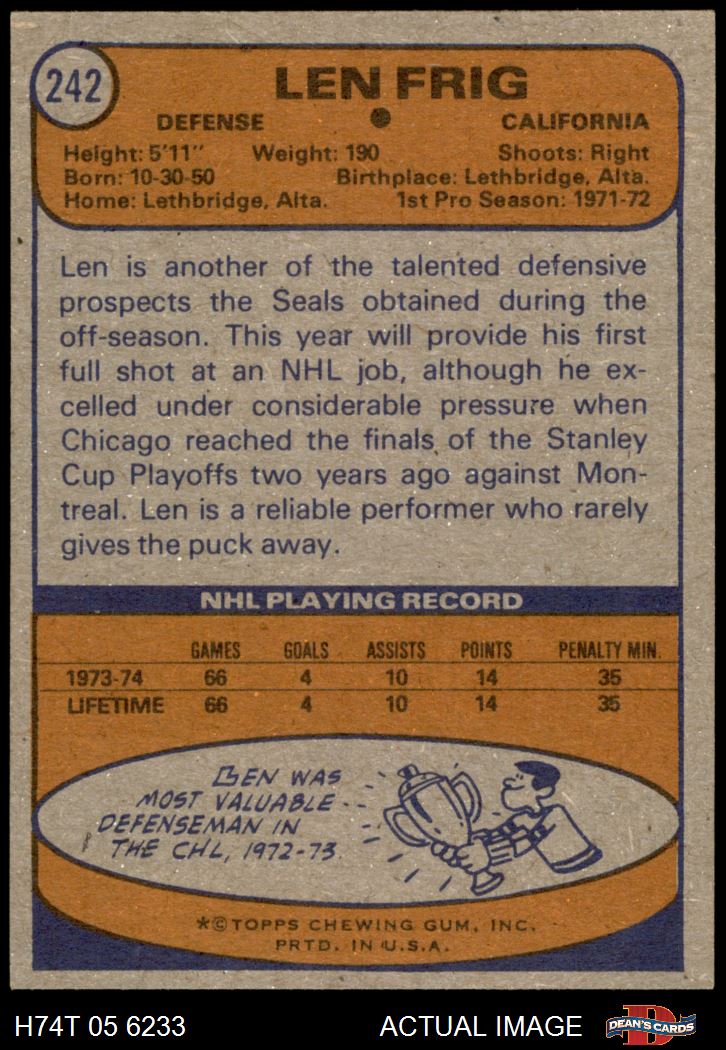 242
LEN FRIG
DEFENSE CALIFORNIA
Height: 5'11" Weight: 190 Shoots: Right
Born: 10-30-50 Birthplace: Lethbridge, Alta.
Home: Lethbridge, Alta. 1st Pro Season: 1971-72
Len is another of the talented defensive
prospects the Seals obtained during the
off-season. This year will provide his first
full shot at an NHL job, although he ex-
celled under considerable pressure when
Chicago reached the finals of the Stanley
Cup Playoffs two years ago against Mon-
treal. Len is a reliable performer who rarely
gives the puck away.
NHL PLAYING RECORD
GAMES GOALS ASSISTS POINTS PENALTY MIN.
1973-74 66 4 10 14 35
LIFETIME 66 4 10 14 35
LEN WAS
MOST VALUABLE
DEFENSEMAN IN
THE CHL, 1972-73.
*©TOPPS CHEWING GUM, INC.
PRTD. IN U.S.A.
H74T 05 6233 ACTUAL IMAGE D DEAN'S CARDS